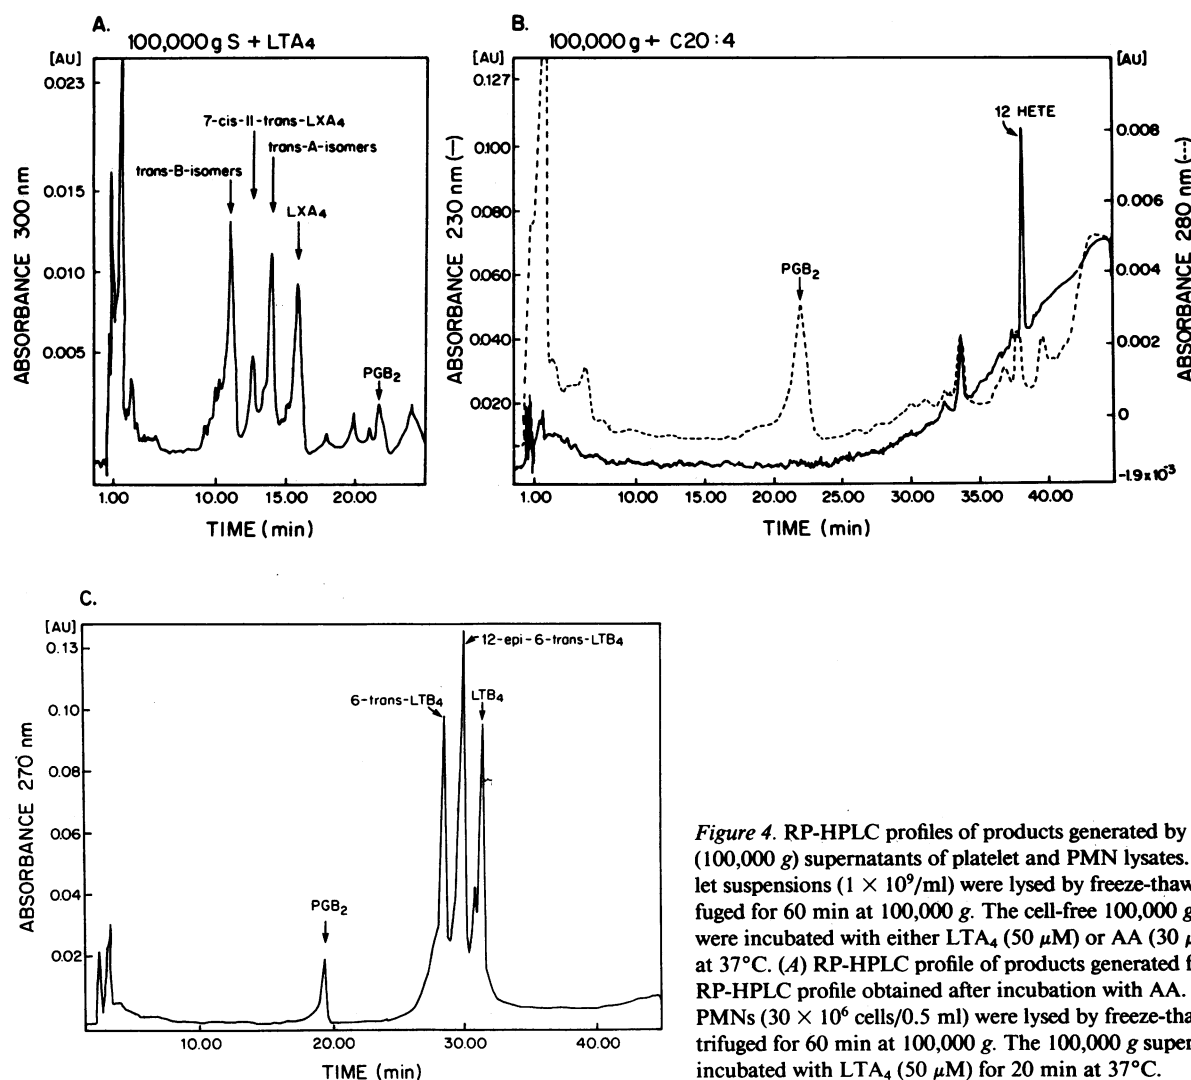 A.
100,000 g S + LTA4
[AU]
0.023
0.015
0.010
0.005
ABSORBANCE 300 nm
7-cis-11-trans-LXA4
trans-A-isomers
trans-B-isomers
LXA4
PGB2
1.00 10.00 15.00 20.00
TIME (min)
B.
100,000 g + C20:4
[AU]
0.127
0.100
0.080
0.060
0.040
0.020
ABSORBANCE 230 nm (—)
12 HETE
PGB2
[AU]
0.008
0.006
0.004
0.002
0
-1.9 x 10-3
ABSORBANCE 280 nm (---)
1.00 10.00 20.00 30.00 40.00
TIME (min)
C.
[AU]
0.13
0.10
0.08
0.06
0.04
0.02
ABSORBANCE 270 nm
12-epi-6-trans-LTB4
6-trans-LTB4
LTB4
PGB2
10.00 20.00 30.00 40.00
TIME (min)
Figure 4. RP-HPLC profiles of products generated by
(100,000 g) supernatants of platelet and PMN lysates.
let suspensions (1 × 10⁹/ml) were lysed by freeze-thaw
fuged for 60 min at 100,000 g. The cell-free 100,000 g
were incubated with either LTA4 (50 μM) or AA (30 μ
at 37°C. (A) RP-HPLC profile of products generated f
RP-HPLC profile obtained after incubation with AA.
PMNs (30 × 10⁶ cells/0.5 ml) were lysed by freeze-tha
trifuged for 60 min at 100,000 g. The 100,000 g super
incubated with LTA4 (50 μM) for 20 min at 37°C.